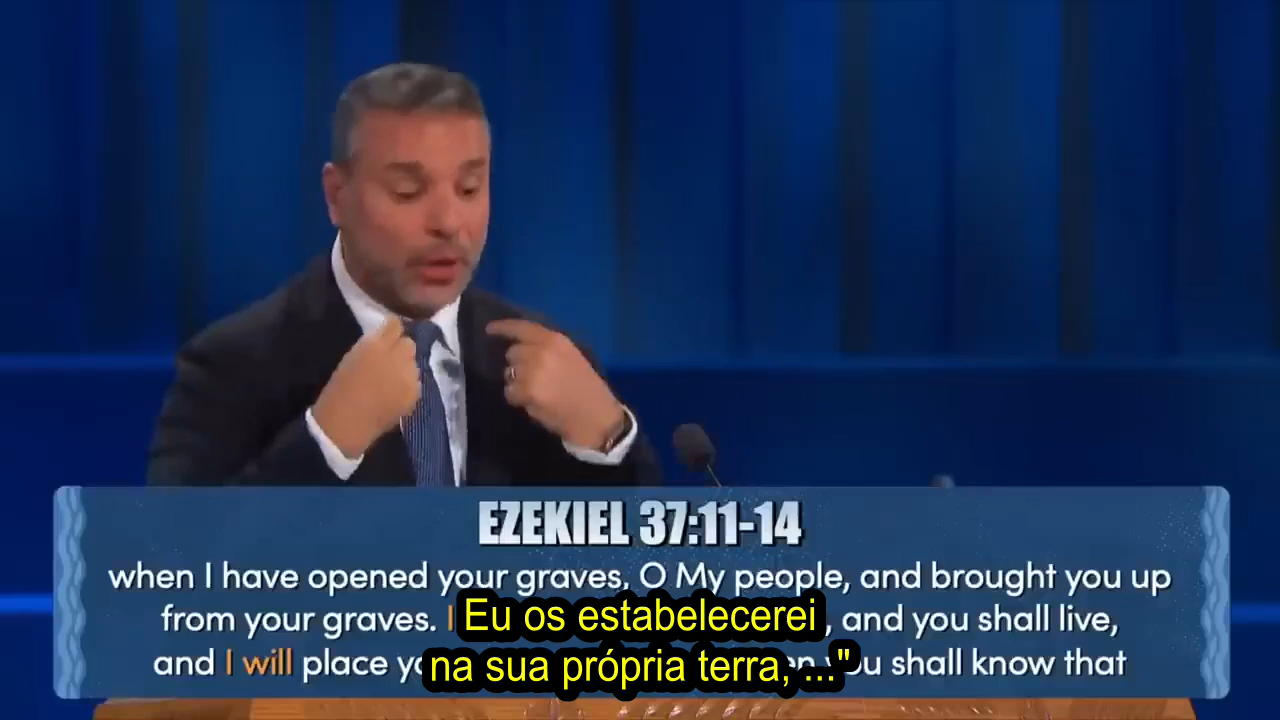 EZEKIEL 37:11-14
when I have opened your graves, O My people, and brought you up
from your graves. I , and you shall live,
and I will place you shall know that
Eu os estabelecerei
na sua própria terra, ..."